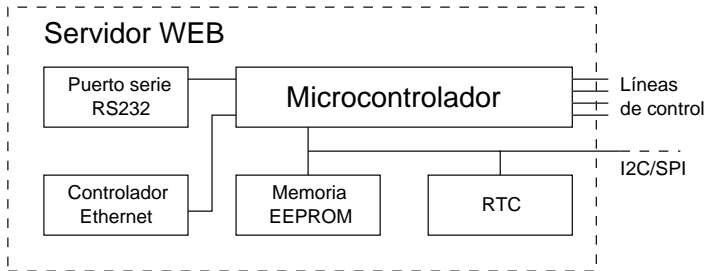 Servidor WEB
Puerto serie
RS232
Microcontrolador
Líneas
de control
I2C/SPI
Controlador
Ethernet
Memoria
EEPROM
RTC